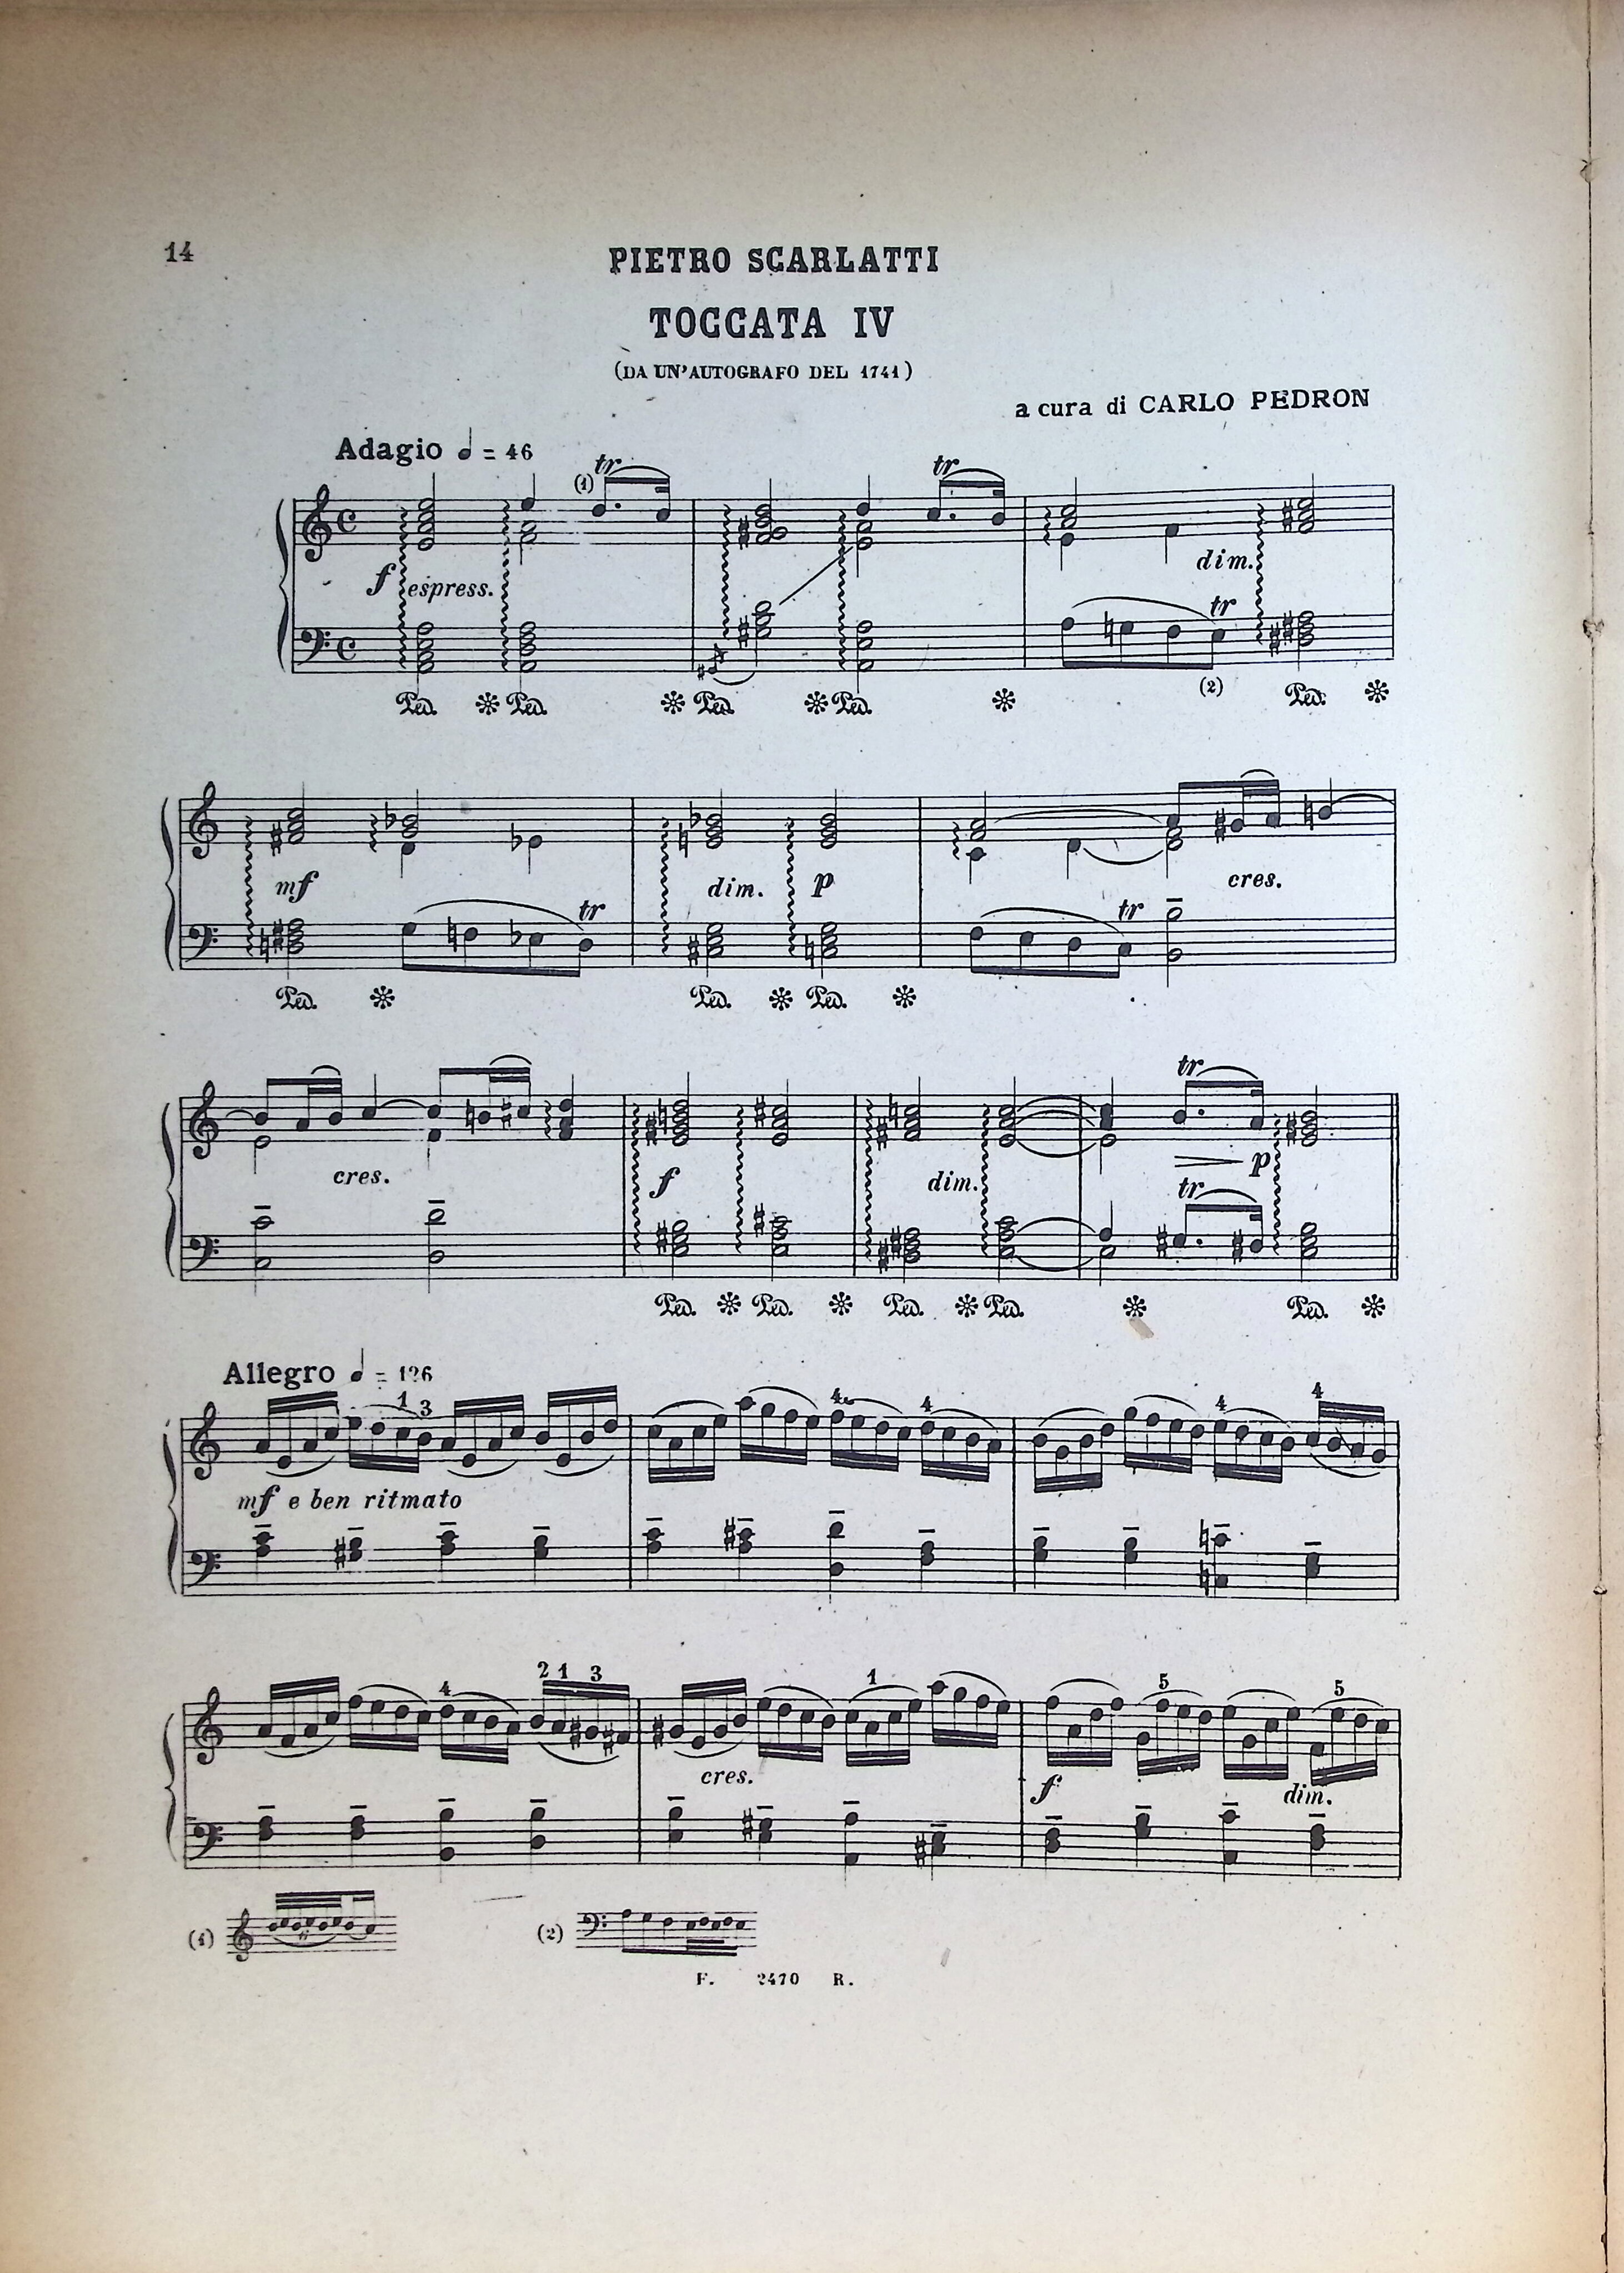 14
PIETRO SCARLATTI
TOCCATA IV
(DA UN'AUTOGRAFO DEL 1741)
a cura di CARLO PEDRON
Adagio = 46
(1) tr tr
f espress. dim.
tr
Ped. Ped. Ped. Ped. (2) Ped.
mf dim. p cres.
tr tr
Ped. Ped. Ped.
tr
cres. f dim. p
tr
Ped. Ped. Ped. Ped. Ped.
Allegro = 126
1 3 4 4 4 4
mf e ben ritmato
4 2 1 3 1 5 5
cres. f dim.
(1) 6 (2)
F. 2470 R.